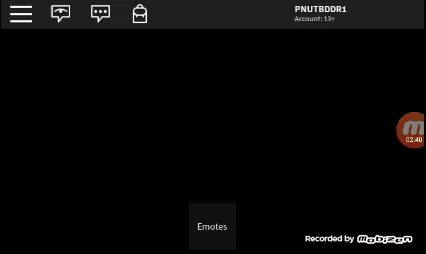 PNUTBDDR1
Account: 13+
02:40
Emotes
Recorded by mobizen